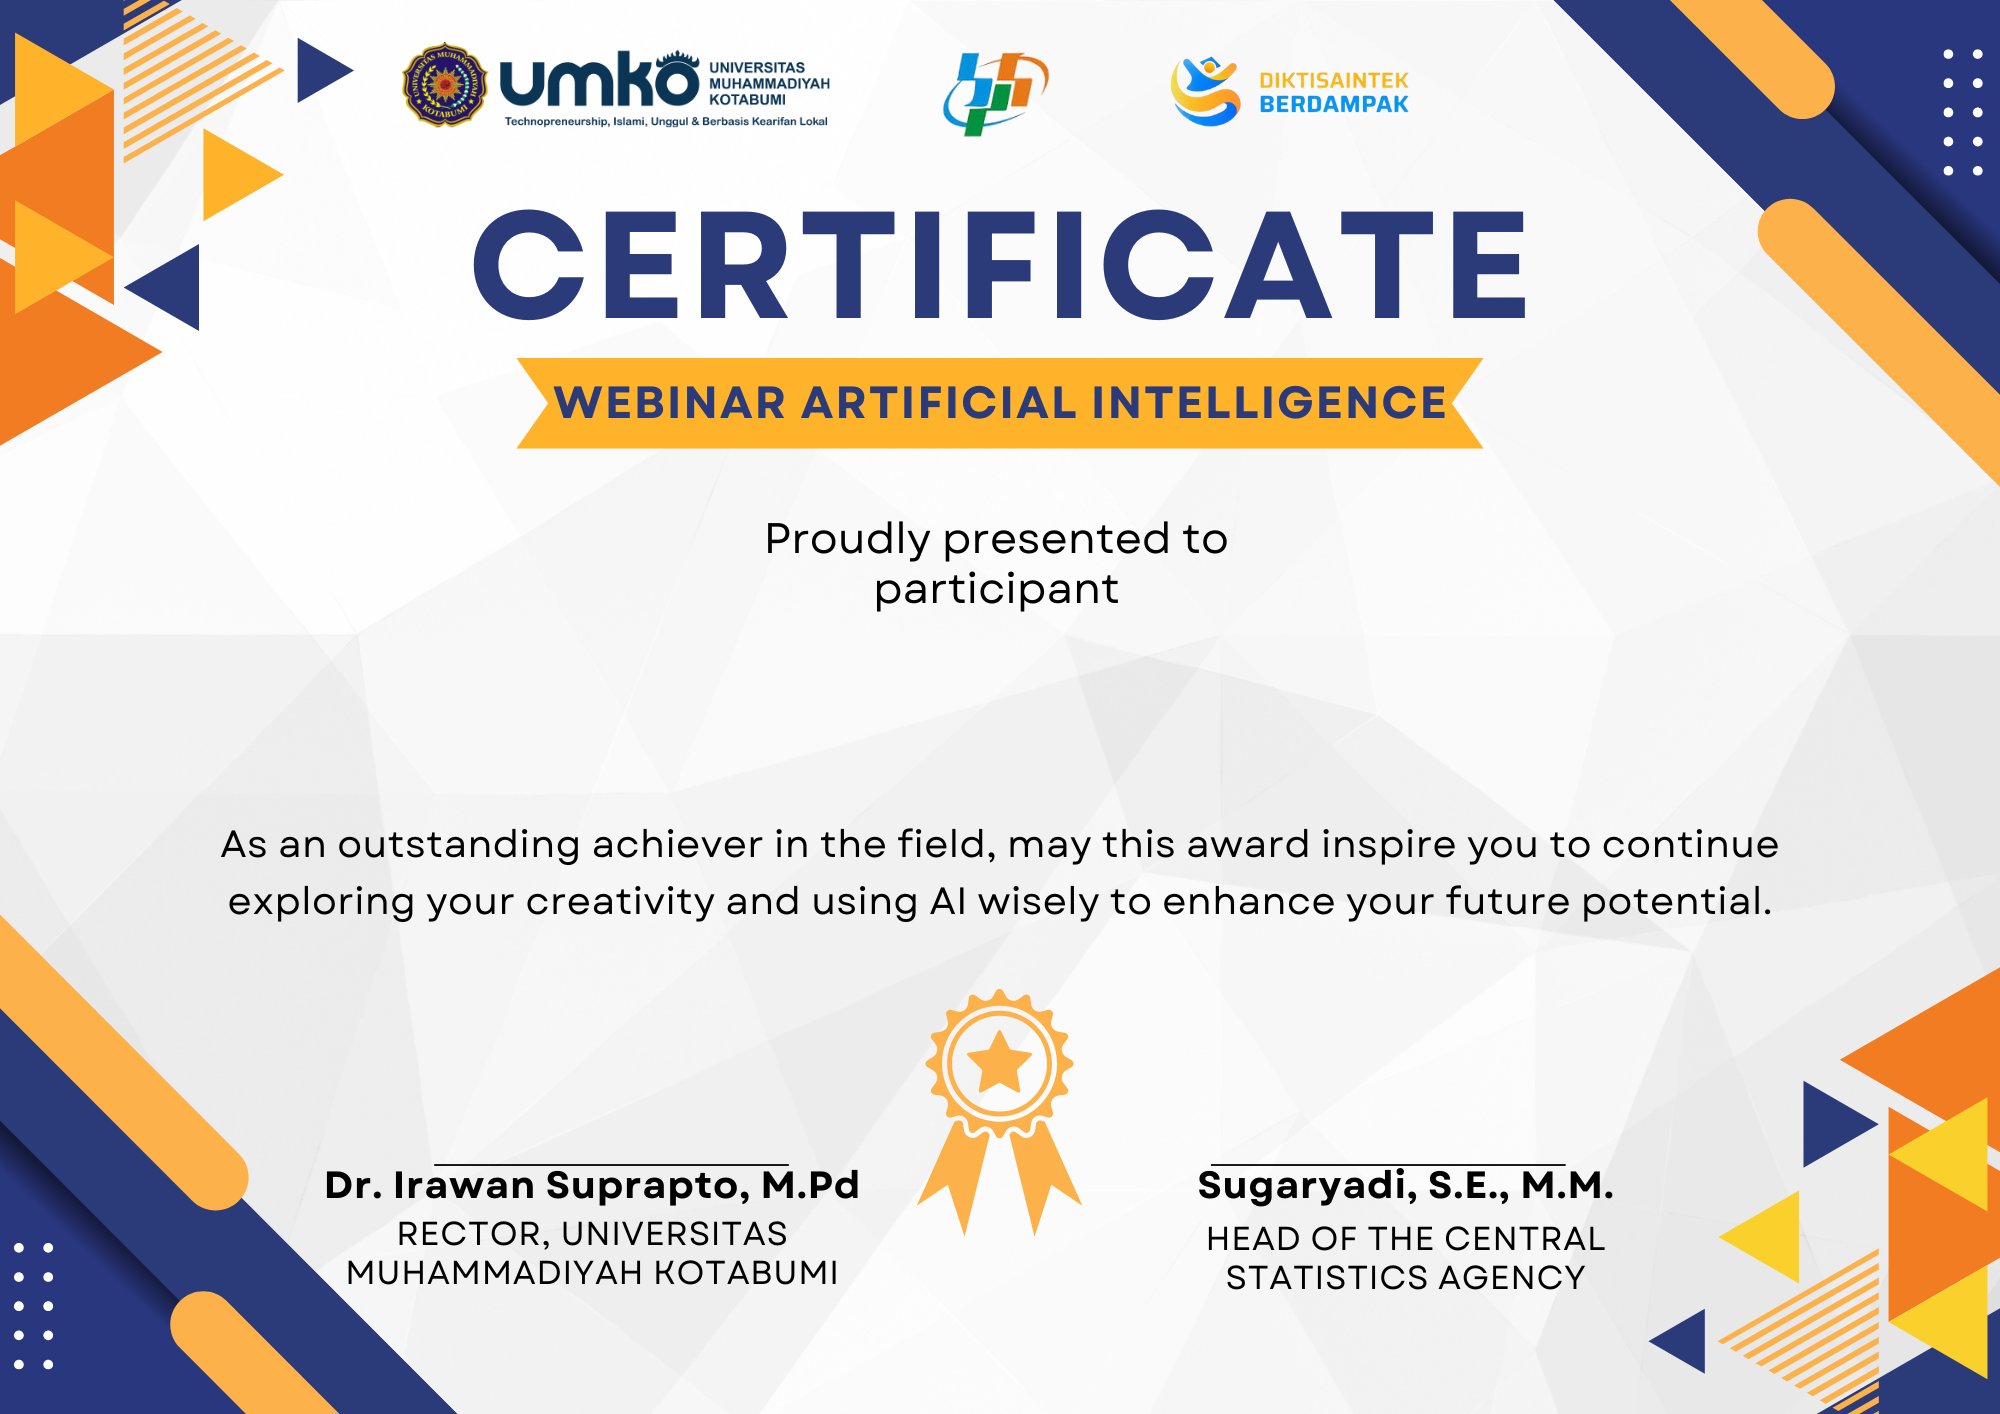 UNIVERSITAS MUHAMMADIYAH
KOTABUMI
umko
UNIVERSITAS
MUHAMMADIYAH
KOTABUMI
Technopreneurship, Islami, Unggul & Berbasis Kearifan Lokal
DIKTISAINTEK
BERDAMPAK
CERTIFICATE
WEBINAR ARTIFICIAL INTELLIGENCE
Proudly presented to
participant
As an outstanding achiever in the field, may this award inspire you to continue
exploring your creativity and using AI wisely to enhance your future potential.
Dr. Irawan Suprapto, M.Pd
RECTOR, UNIVERSITAS
MUHAMMADIYAH KOTABUMI
Sugaryadi, S.E., M.M.
HEAD OF THE CENTRAL
STATISTICS AGENCY